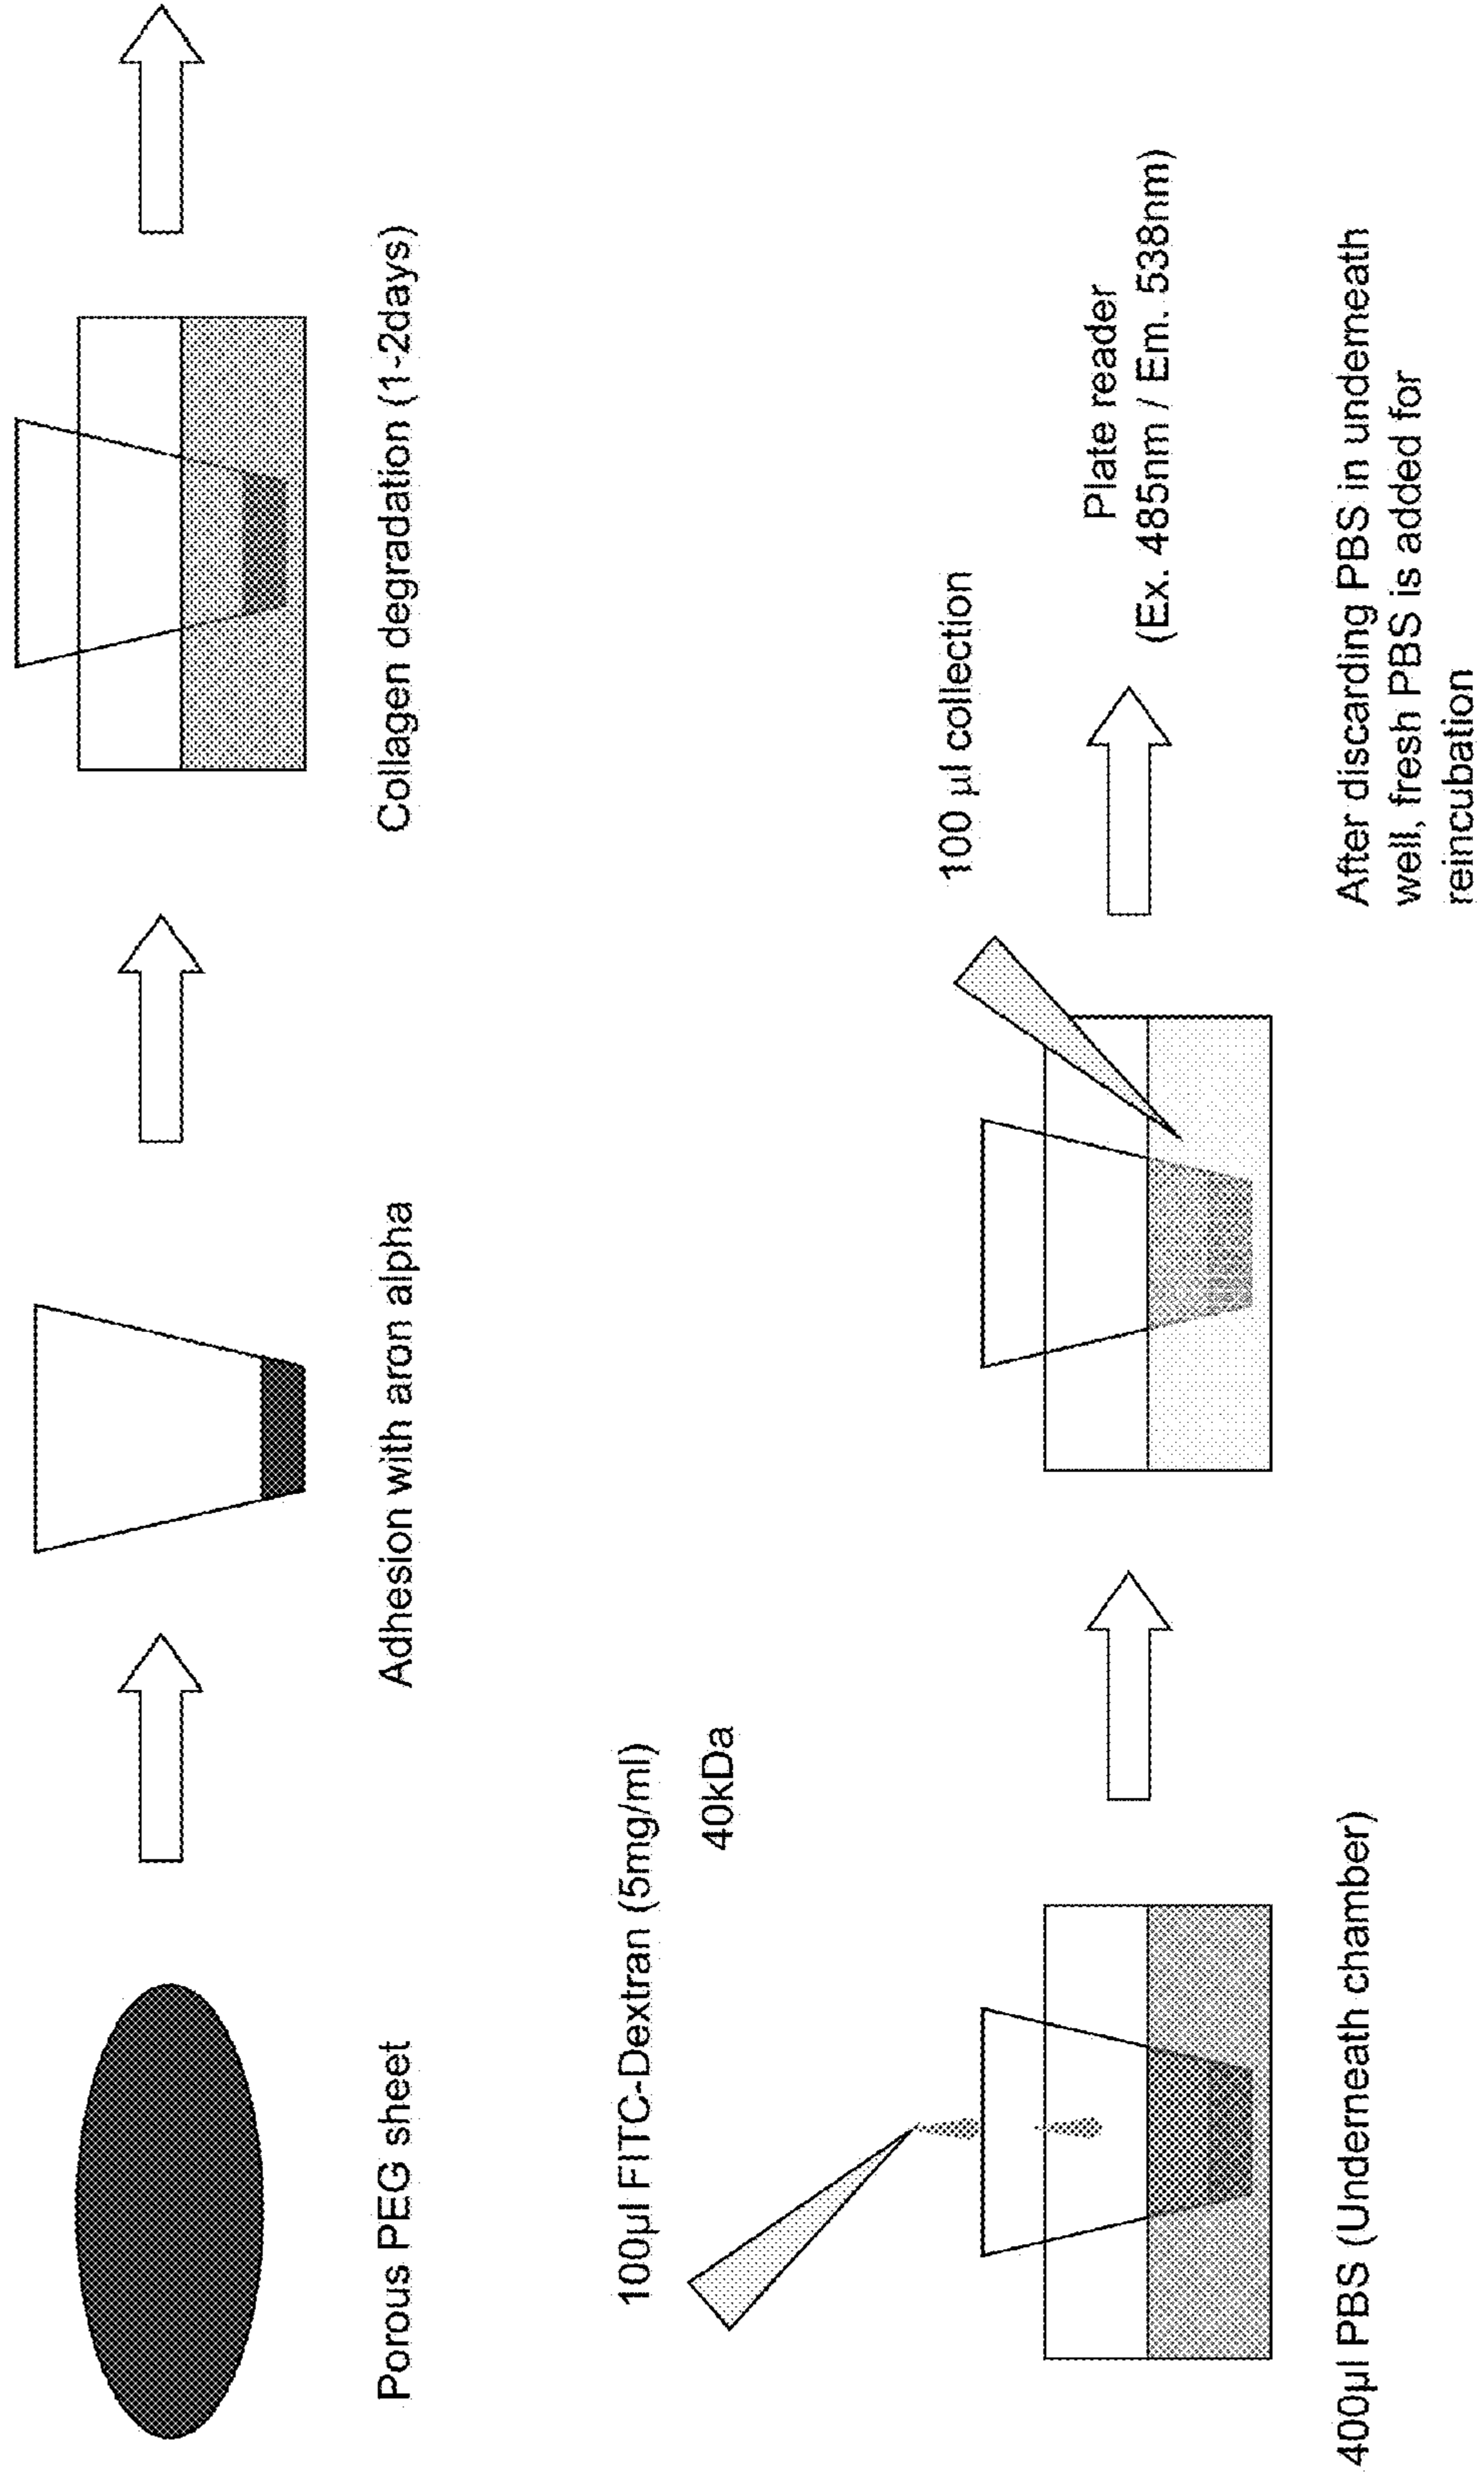 Porous PEG sheet
Adhesion with aron alpha
Collagen degradation (1-2days)
100µl FITC-Dextran (5mg/ml)
40kDa
400µl PBS (Underneath chamber)
100 µl collection
Plate reader
(Ex. 485nm / Em. 538nm)
After discarding PBS in underneath
well, fresh PBS is added for
reincubation